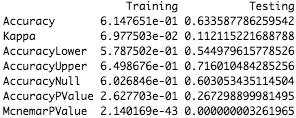 Training Testing
Accuracy 6.147651e-01 0.633587786259542
Kappa 6.977503e-02 0.112115221688788
AccuracyLower 5.787502e-01 0.544979615778526
AccuracyUpper 6.498676e-01 0.716010484285256
AccuracyNull 6.026846e-01 0.603053435114504
AccuracyPValue 2.627703e-01 0.267298899981495
McnemarPValue 2.140169e-43 0.000000003261965